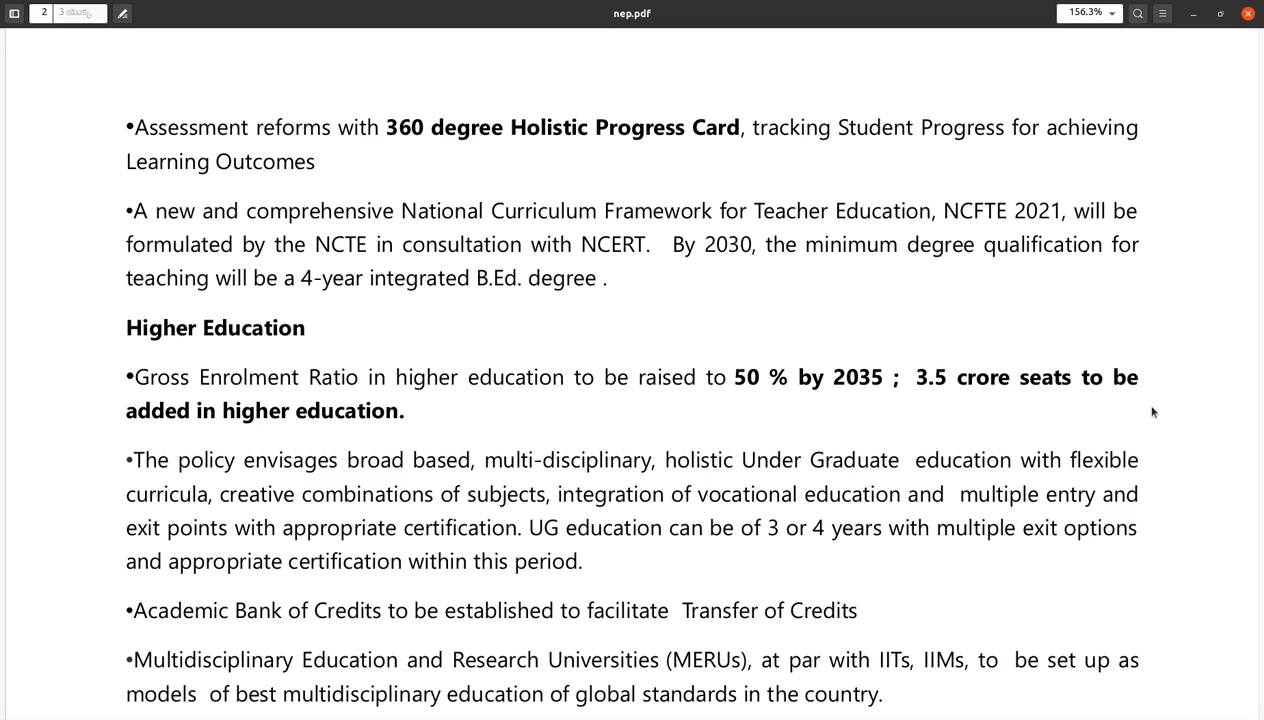 2 3 యొక్క nep.pdf 156.3%
•Assessment reforms with 360 degree Holistic Progress Card, tracking Student Progress for achieving
Learning Outcomes
•A new and comprehensive National Curriculum Framework for Teacher Education, NCFTE 2021, will be
formulated by the NCTE in consultation with NCERT. By 2030, the minimum degree qualification for
teaching will be a 4-year integrated B.Ed. degree .
Higher Education
•Gross Enrolment Ratio in higher education to be raised to 50 % by 2035 ; 3.5 crore seats to be
added in higher education.
•The policy envisages broad based, multi-disciplinary, holistic Under Graduate education with flexible
curricula, creative combinations of subjects, integration of vocational education and multiple entry and
exit points with appropriate certification. UG education can be of 3 or 4 years with multiple exit options
and appropriate certification within this period.
•Academic Bank of Credits to be established to facilitate Transfer of Credits
•Multidisciplinary Education and Research Universities (MERUs), at par with IITs, IIMs, to be set up as
models of best multidisciplinary education of global standards in the country.